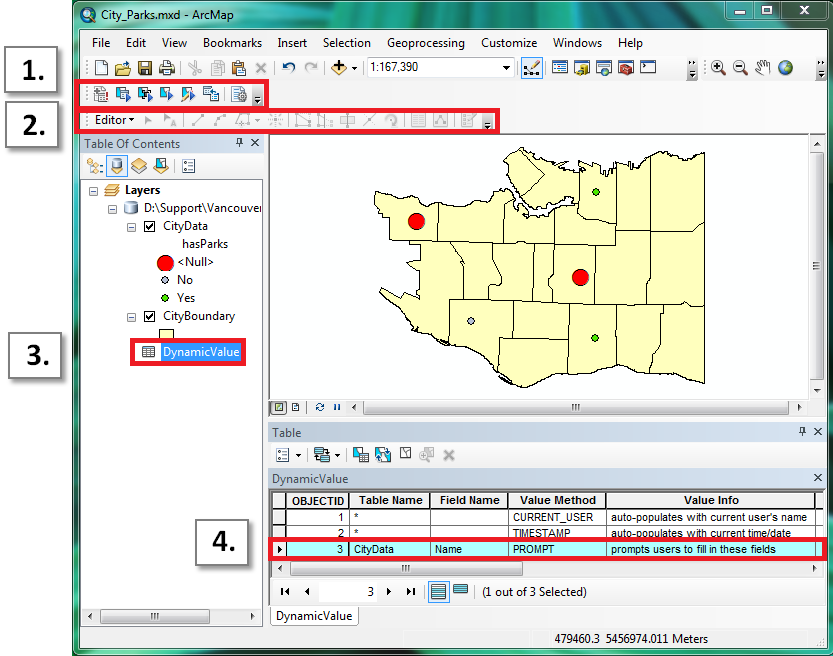 City_Parks.mxd - ArcMap
File Edit View Bookmarks Insert Selection Geoprocessing Customize Windows Help
1.
1:167,390
2.
Editor
Table Of Contents
Layers
D:\Support\Vancouver
CityData
hasParks
<Null>
No
Yes
CityBoundary
3.
DynamicValue
Table
DynamicValue
OBJECTID Table Name Field Name Value Method Value Info
1 * CURRENT_USER auto-populates with current user's name
2 * TIMESTAMP auto-populates with current time/date
4.
3 CityData Name PROMPT prompts users to fill in these fields
3 (1 out of 3 Selected)
DynamicValue
479460.3 5456974.011 Meters